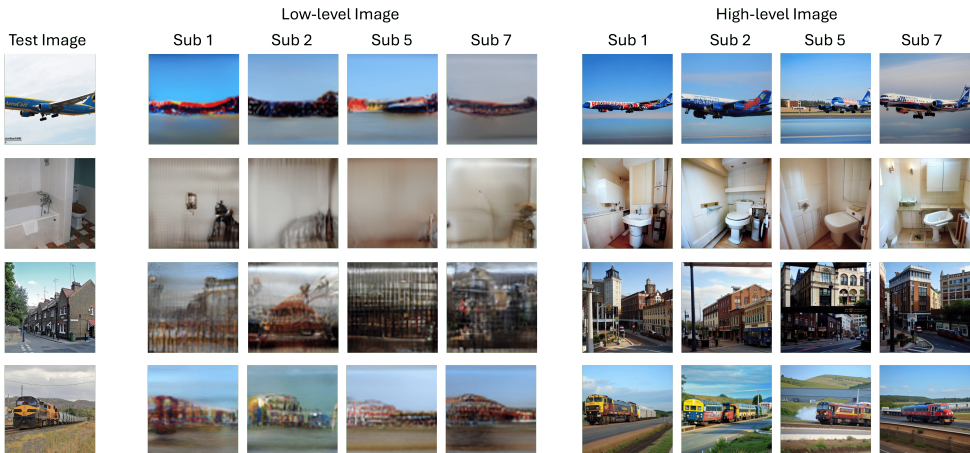 Low-level Image
High-level Image
Test Image
Sub 1
Sub 2
Sub 5
Sub 7
Sub 1
Sub 2
Sub 5
Sub 7